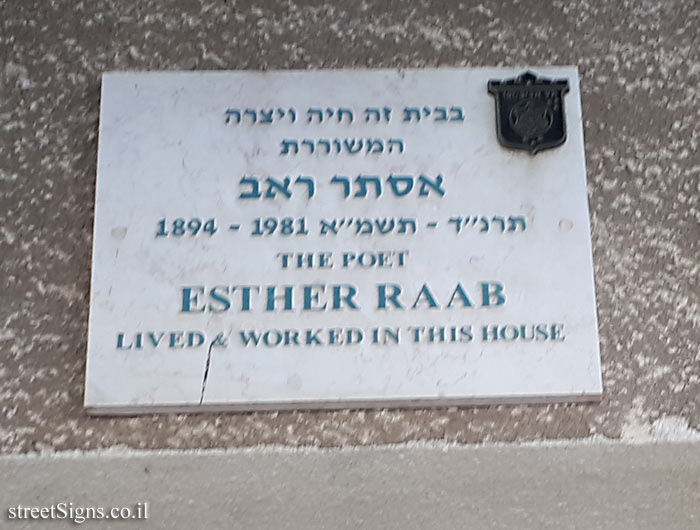 בבית זה חיה ויצרה
המשוררת
אסתר ראב
תרנ״ד - תשמ״א 1981 - 1894
THE POET
ESTHER RAAB
LIVED & WORKED IN THIS HOUSE
streetSigns.co.il